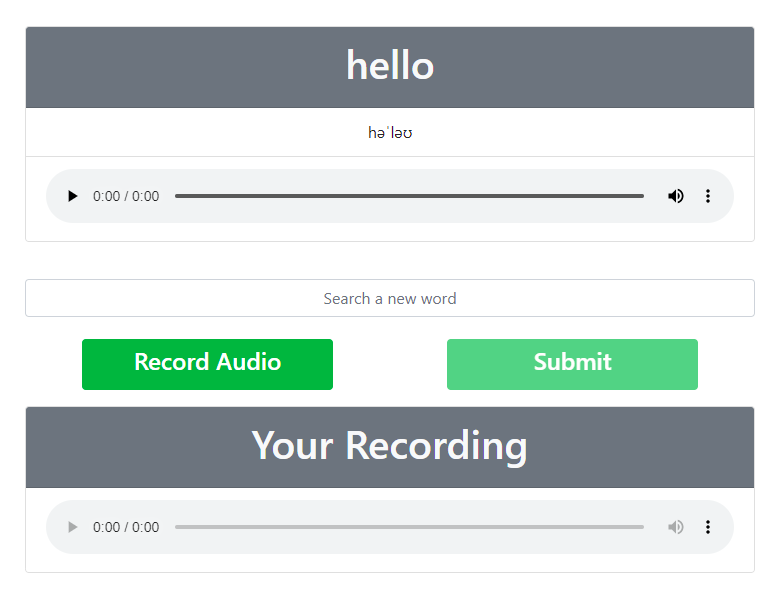 hello
həˈləʊ
0:00 / 0:00
Search a new word
Record Audio
Submit
Your Recording
0:00 / 0:00